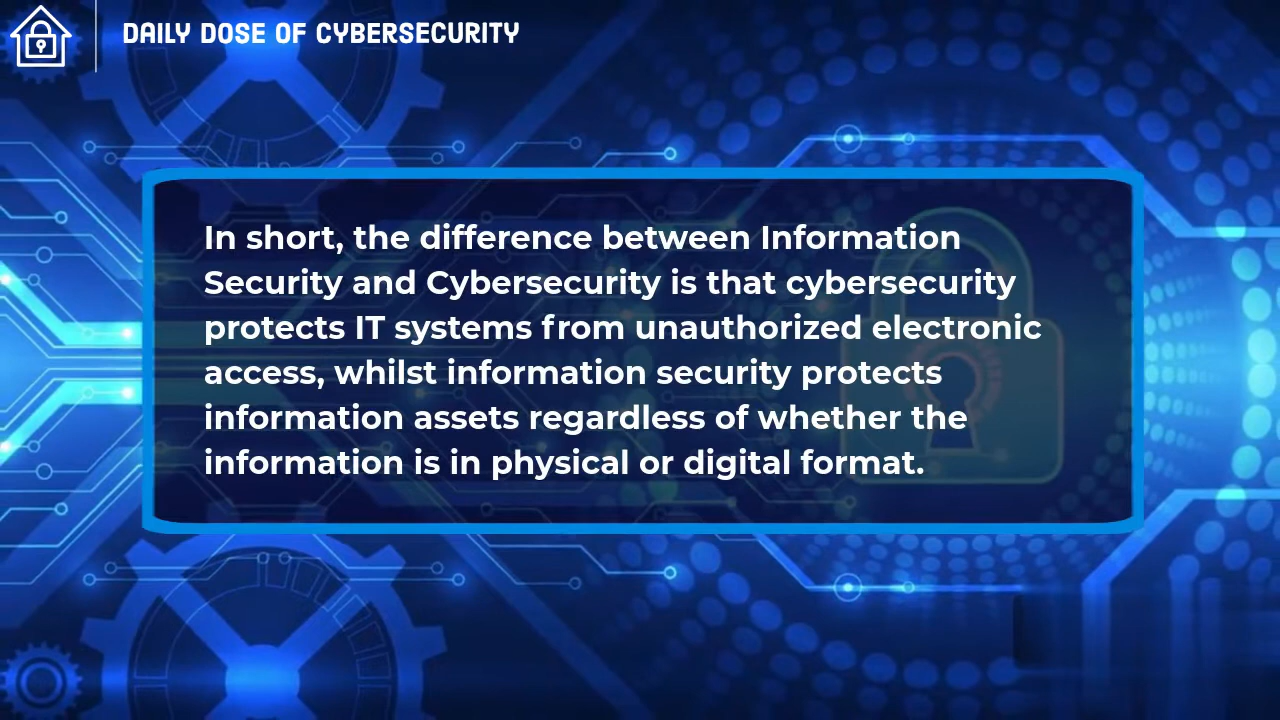 DAILY DOSE OF CYBERSECURITY
In short, the difference between Information
Security and Cybersecurity is that cybersecurity
protects IT systems from unauthorized electronic
access, whilst information security protects
information assets regardless of whether the
information is in physical or digital format.